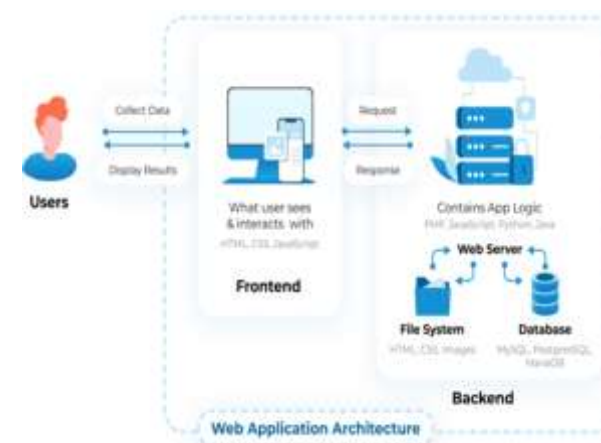 Users
Collect Data
Display Results
What user sees
& interacts with
HTML, CSS, JavaScript
Frontend
Request
Response
Contains App Logic
PHP, JavaScript, Python, Java
Web Server
File System
HTML, CSS, Images
Database
MySQL, PostgreSQL,
MariaDB
Backend
Web Application Architecture